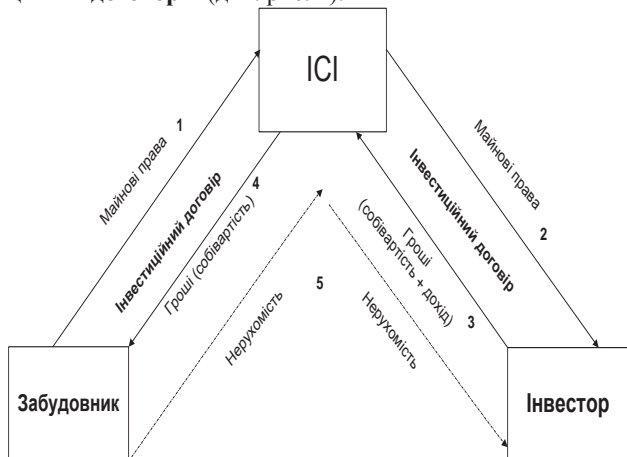 ІСІ
Майнові права
1
Інвестиційний договір
4
Гроші (собівартість)
Нерухомість
5
Майнові права
2
Інвестиційний договір
Гроші
(собівартість + дохід)
3
Нерухомість
Забудовник
Інвестор